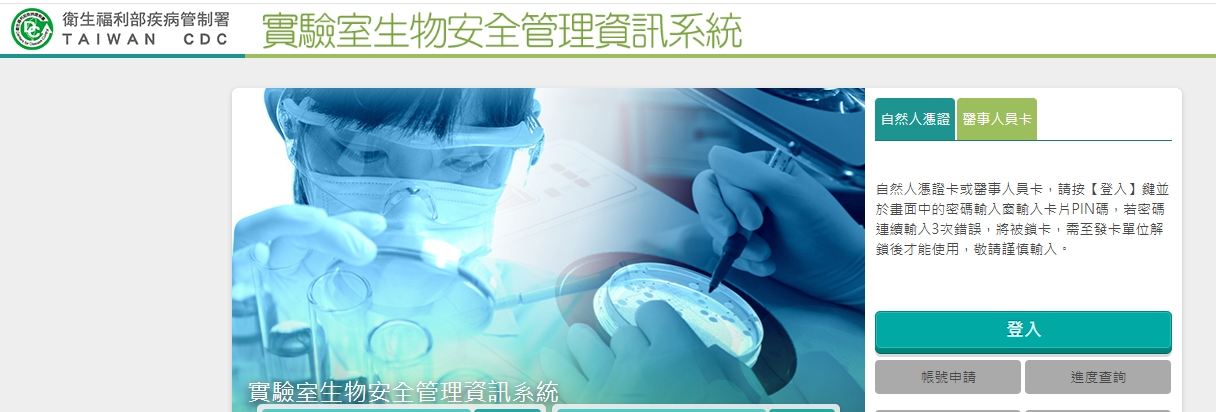 衛生福利部疾病管制署
TAIWAN CDC
實驗室生物安全管理資訊系統
自然人憑證 醫事人員卡
自然人憑證卡或醫事人員卡，請按【登入】鍵並
於畫面中的密碼輸入窗輸入卡片PIN碼，若密碼
連續輸入3次錯誤，將被鎖卡，需至發卡單位解
鎖後才能使用，敬請謹慎輸入。
登入
帳號申請 進度查詢
實驗室生物安全管理資訊系統